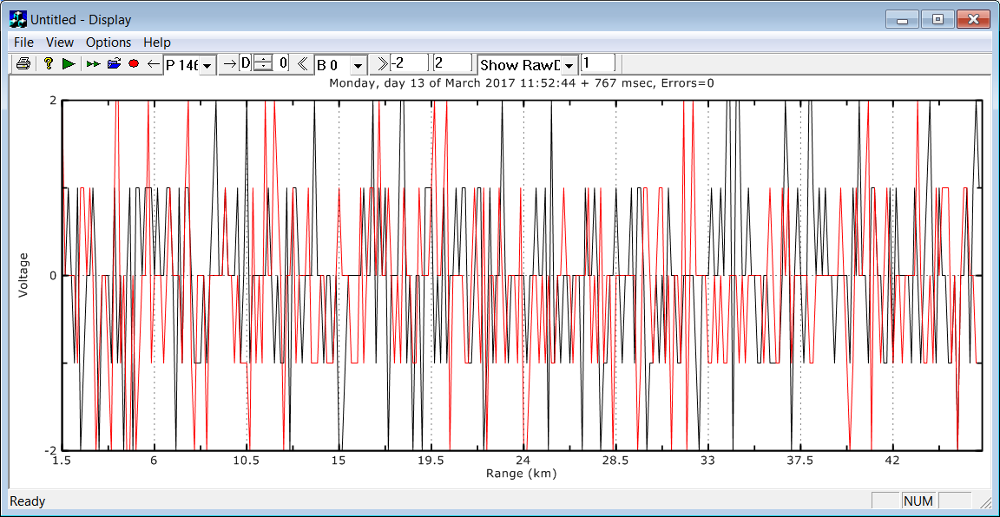 Untitled - Display
File View Options Help
P 146 D 0 B 0 -2 2 Show RawD 1
Monday, day 13 of March 2017 11:52:44 + 767 msec, Errors=0
2
0
-2
Voltage
1.5 6 10.5 15 19.5 24 28.5 33 37.5 42
Range (km)
Ready NUM